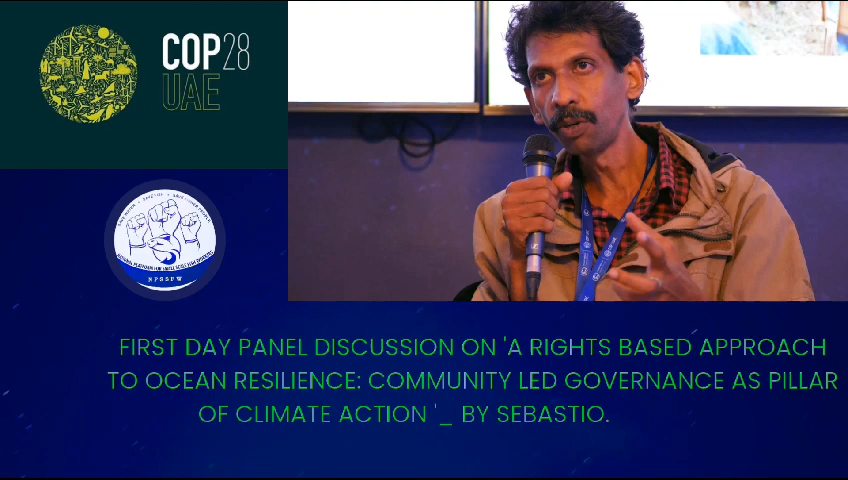 COP28
UAE
NPSSFW
FIRST DAY PANEL DISCUSSION ON 'A RIGHTS BASED APPROACH
TO OCEAN RESILIENCE: COMMUNITY LED GOVERNANCE AS PILLAR
OF CLIMATE ACTION '_ BY SEBASTIO.